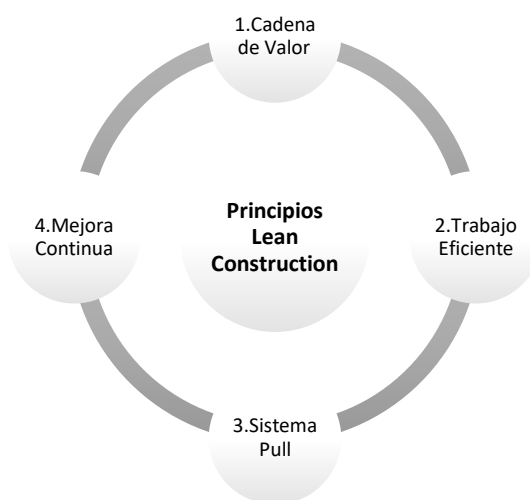 1.Cadena
de Valor
Principios
Lean
Construction
2.Trabajo
Eficiente
3.Sistema
Pull
4.Mejora
Continua